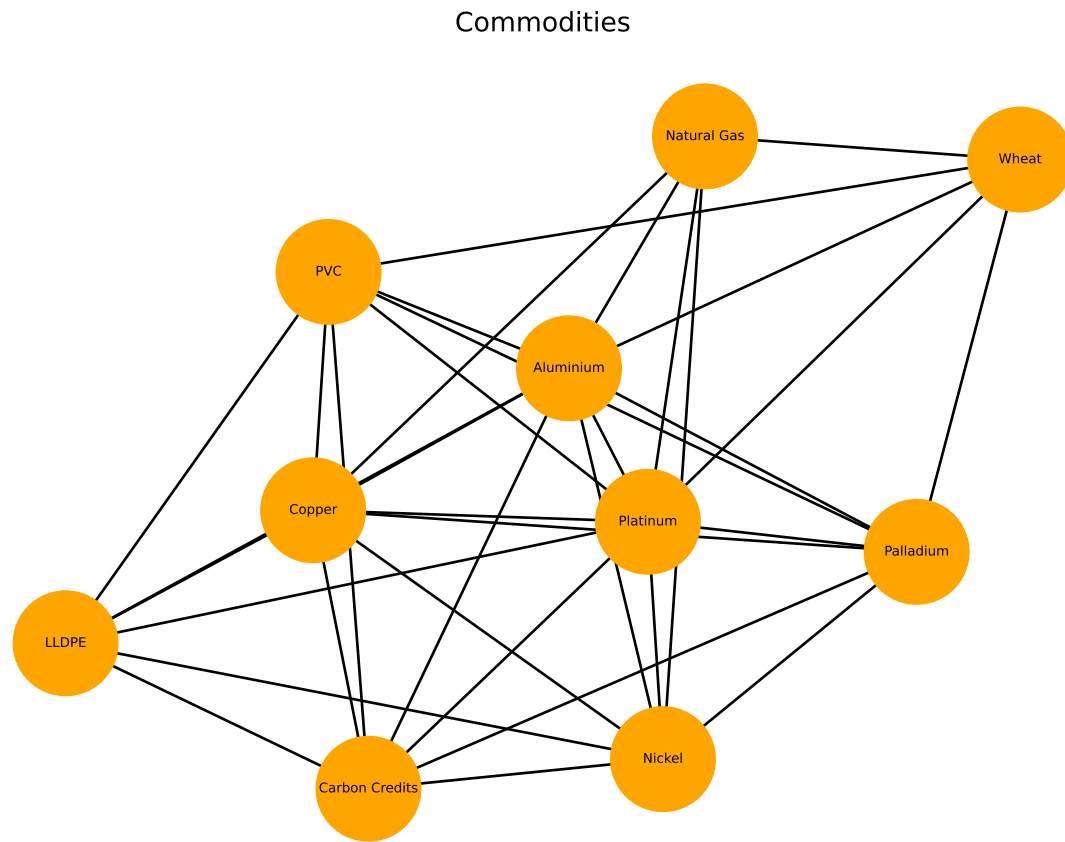 Commodities
Natural Gas
Wheat
PVC
Aluminium
Copper
Platinum
Palladium
LLDPE
Nickel
Carbon Credits